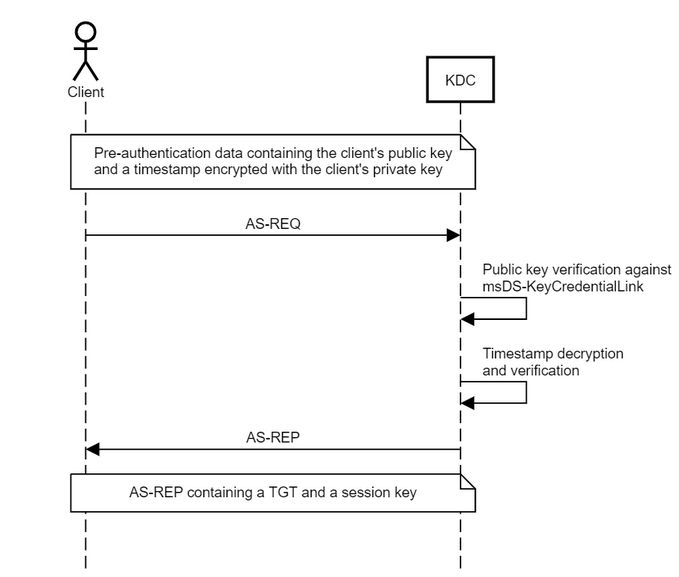 Client
KDC
Pre-authentication data containing the client's public key
and a timestamp encrypted with the client's private key
AS-REQ
Public key verification against
msDS-KeyCredentialLink
Timestamp decryption
and verification
AS-REP
AS-REP containing a TGT and a session key